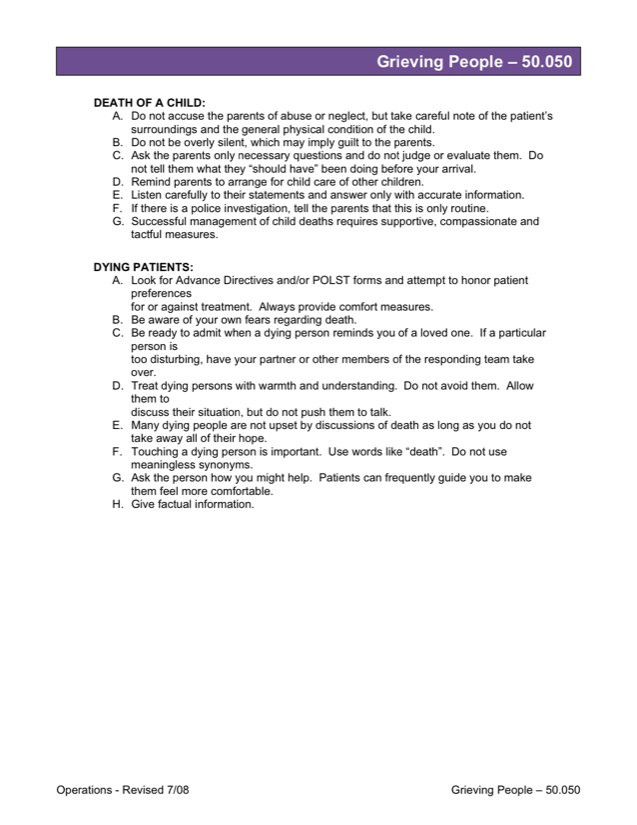 Grieving People – 50.050
DEATH OF A CHILD:
A. Do not accuse the parents of abuse or neglect, but take careful note of the patient’s
surroundings and the general physical condition of the child.
B. Do not be overly silent, which may imply guilt to the parents.
C. Ask the parents only necessary questions and do not judge or evaluate them. Do
not tell them what they “should have” been doing before your arrival.
D. Remind parents to arrange for child care of other children.
E. Listen carefully to their statements and answer only with accurate information.
F. If there is a police investigation, tell the parents that this is only routine.
G. Successful management of child deaths requires supportive, compassionate and
tactful measures.
DYING PATIENTS:
A. Look for Advance Directives and/or POLST forms and attempt to honor patient
preferences
for or against treatment. Always provide comfort measures.
B. Be aware of your own fears regarding death.
C. Be ready to admit when a dying person reminds you of a loved one. If a particular
person is
too disturbing, have your partner or other members of the responding team take
over.
D. Treat dying persons with warmth and understanding. Do not avoid them. Allow
them to
discuss their situation, but do not push them to talk.
E. Many dying people are not upset by discussions of death as long as you do not
take away all of their hope.
F. Touching a dying person is important. Use words like “death”. Do not use
meaningless synonyms.
G. Ask the person how you might help. Patients can frequently guide you to make
them feel more comfortable.
H. Give factual information.
Operations - Revised 7/08
Grieving People – 50.050